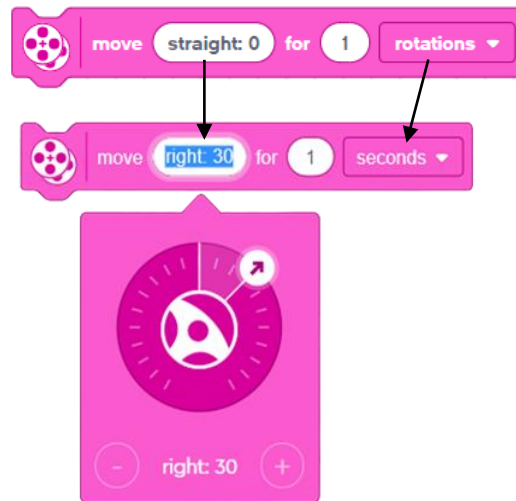 move straight: 0 for 1 rotations
move right: 30 for 1 seconds
- right: 30 +